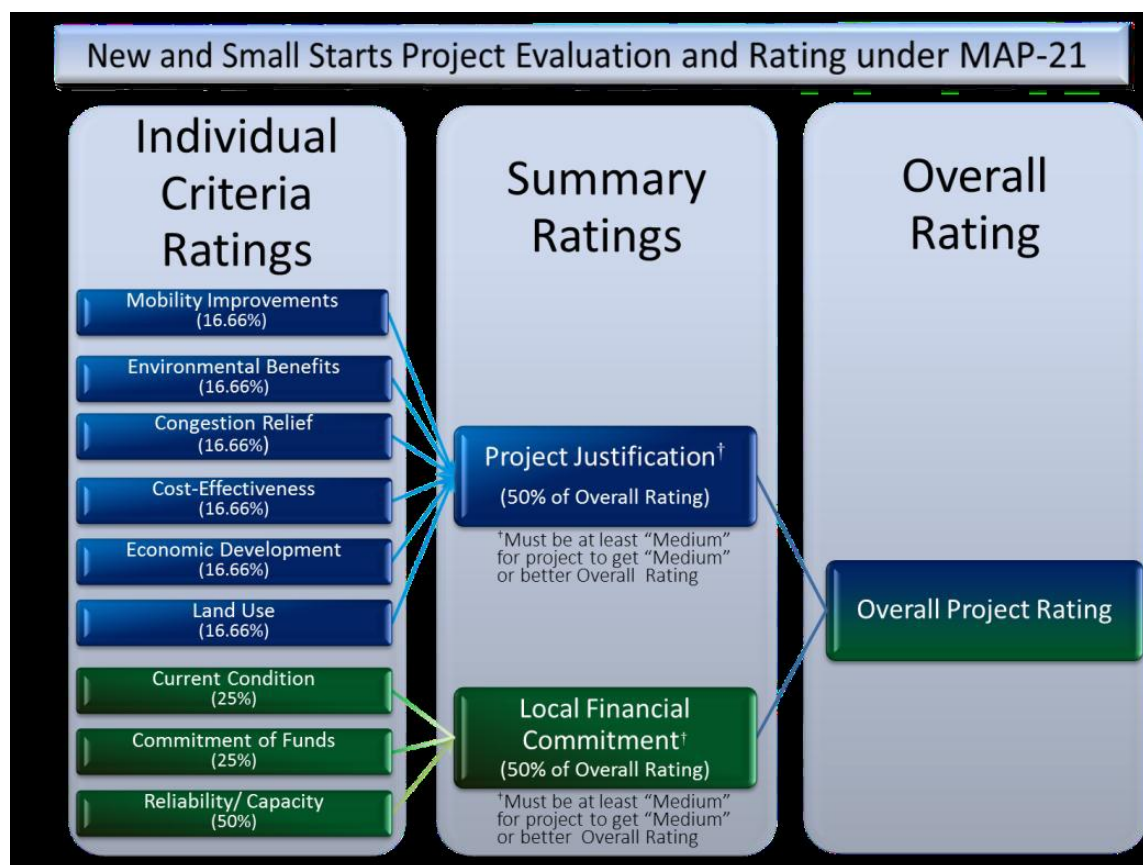 New and Small Starts Project Evaluation and Rating under MAP-21
Individual
Criteria
Ratings
Mobility Improvements
(16.66%)
Environmental Benefits
(16.66%)
Congestion Relief
(16.66%)
Cost-Effectiveness
(16.66%)
Economic Development
(16.66%)
Land Use
(16.66%)
Current Condition
(25%)
Commitment of Funds
(25%)
Reliability/ Capacity
(50%)
Summary
Ratings
Project Justification†
(50% of Overall Rating)
†Must be at least “Medium”
for project to get “Medium”
or better Overall Rating
Local Financial
Commitment†
(50% of Overall Rating)
†Must be at least “Medium”
for project to get “Medium”
or better Overall Rating
Overall
Rating
Overall Project Rating